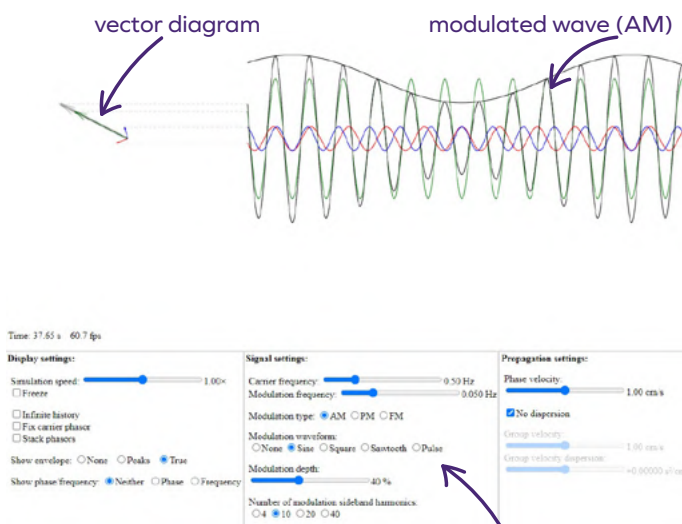 vector diagram
modulated wave (AM)
Time: 37.65 s 60.7 fps
Display settings:
Simulation speed: 1.00×
Freeze
Infinite history
Fix carrier phasor
Stack phasors
Show envelope: None Peaks True
Show phase/frequency: Neither Phase Frequency
Signal settings:
Carrier frequency: 0.50 Hz
Modulation frequency: 0.050 Hz
Modulation type: AM PM FM
Modulation waveform:
None Sine Square Sawtooth Pulse
Modulation depth:
40 %
Number of modulation sideband harmonics:
4 10 20 40
Propagation settings:
Phase velocity:
1.00 cm/s
No dispersion
Group velocity:
1.00 cm/s
Group velocity dispersion: